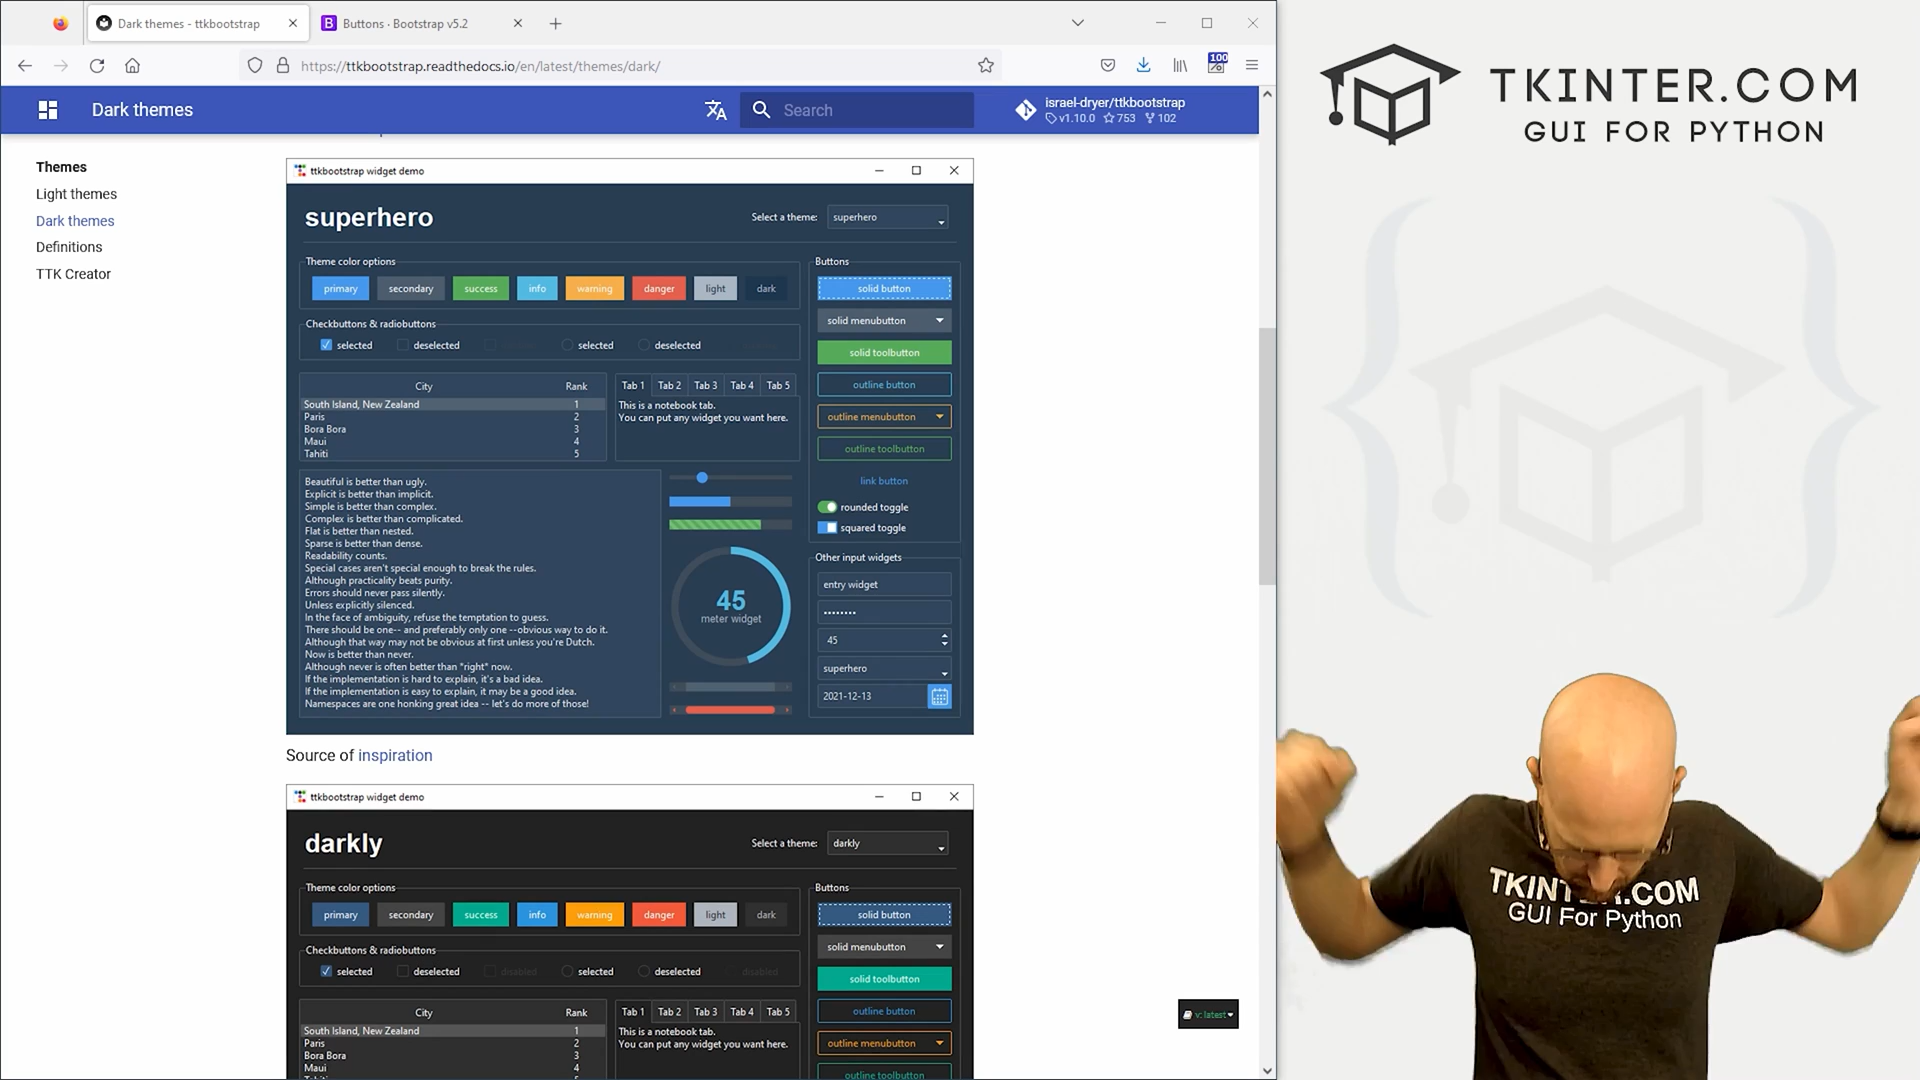 Dark themes - ttkbootstrap
Buttons · Bootstrap v5.2
https://ttkbootstrap.readthedocs.io/en/latest/themes/dark/
100
Dark themes
Search
israel-dryer/ttkbootstrap
v1.10.0 753 102
Themes
Light themes
Dark themes
Definitions
TTK Creator
ttkbootstrap widget demo
superhero
Select a theme: superhero
Theme color options
primary secondary success info warning danger light dark
Checkbuttons & radiobuttons
selected deselected selected deselected
City Rank
South Island, New Zealand 1
Paris 2
Bora Bora 3
Maui 4
Tahiti 5
Tab 1 Tab 2 Tab 3 Tab 4 Tab 5
This is a notebook tab.
You can put any widget you want here.
Beautiful is better than ugly.
Explicit is better than implicit.
Simple is better than complex.
Complex is better than complicated.
Flat is better than nested.
Sparse is better than dense.
Readability counts.
Special cases aren't special enough to break the rules.
Although practicality beats purity.
Errors should never pass silently.
Unless explicitly silenced.
In the face of ambiguity, refuse the temptation to guess.
There should be one-- and preferably only one --obvious way to do it.
Although that way may not be obvious at first unless you're Dutch.
Now is better than never.
Although never is often better than *right* now.
If the implementation is hard to explain, it's a bad idea.
If the implementation is easy to explain, it may be a good idea.
Namespaces are one honking great idea -- let's do more of those!
45
meter widget
Buttons
solid button
solid menubutton
solid toolbutton
outline button
outline menubutton
outline toolbutton
link button
rounded toggle
squared toggle
Other input widgets
entry widget
••••••••
45
superhero
2021-12-13
Source of inspiration
ttkbootstrap widget demo
darkly
Select a theme: darkly
Theme color options
primary secondary success info warning danger light dark
Checkbuttons & radiobuttons
selected deselected disabled selected deselected disabled
City Rank
South Island, New Zealand 1
Paris 2
Bora Bora 3
Maui 4
Tab 1 Tab 2 Tab 3 Tab 4 Tab 5
This is a notebook tab.
You can put any widget you want here.
Buttons
solid button
solid menubutton
solid toolbutton
outline button
outline menubutton
outline toolbutton
v: latest
TKINTER.COM
GUI FOR PYTHON
TKINTER.COM
GUI For Python